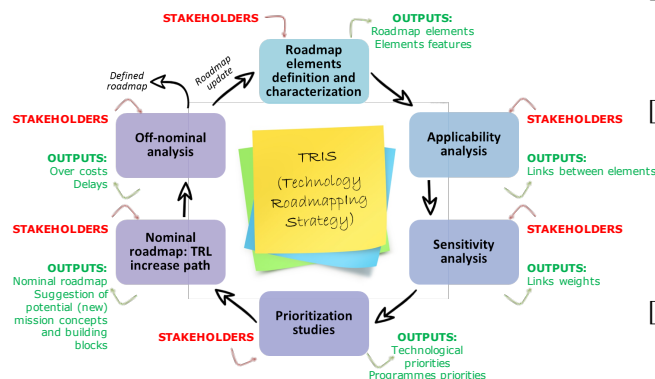 STAKEHOLDERS
OUTPUTS:
Roadmap elements
Elements features
Roadmap
elements
definition and
characterization
Defined
roadmap
Roadmap
update
STAKEHOLDERS
Off-nominal
analysis
OUTPUTS:
Over costs
Delays
TRIS
(Technology
RoadmappIng
Strategy)
Applicability
analysis
STAKEHOLDERS
OUTPUTS:
Links between elements
STAKEHOLDERS
Nominal
roadmap: TRL
increase path
OUTPUTS:
Nominal roadmap
Suggestion of
potential (new)
mission concepts
and building
blocks
Sensitivity
analysis
STAKEHOLDERS
OUTPUTS:
Links weights
Prioritization
studies
STAKEHOLDERS
OUTPUTS:
Technological
priorities
Programmes priorities